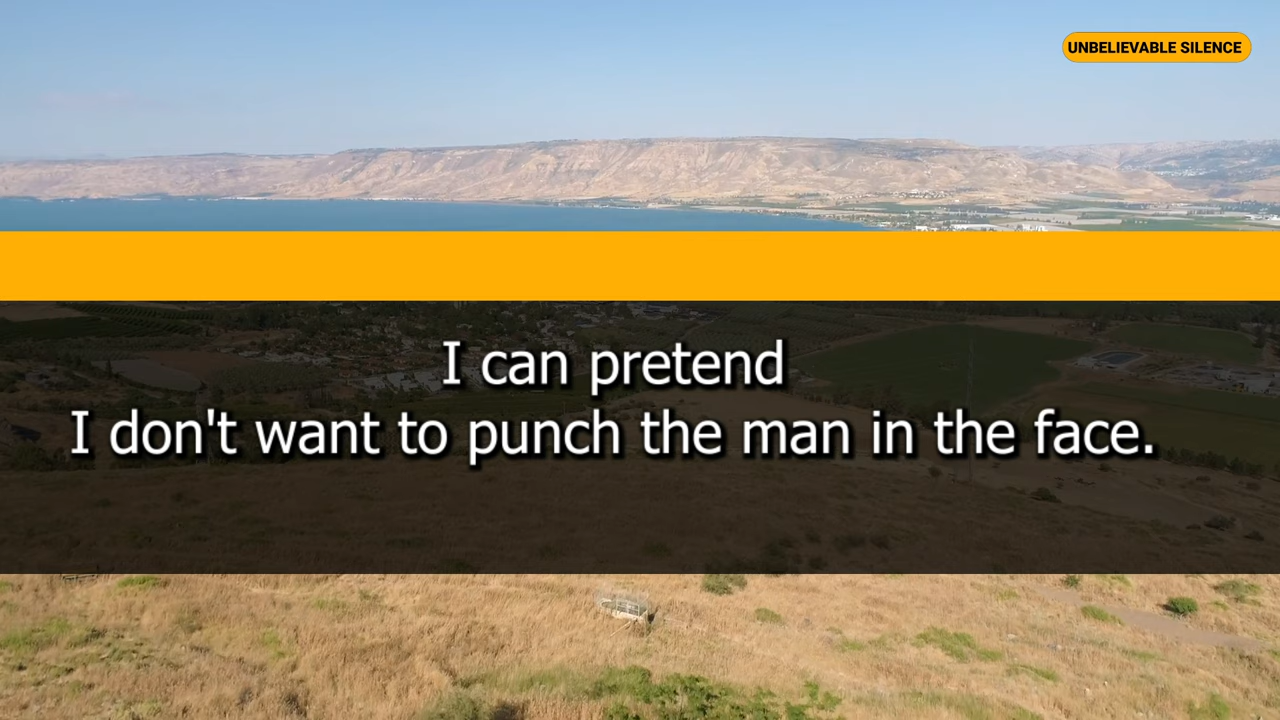 UNBELIEVABLE SILENCE
I can pretend
I don't want to punch the man in the face.